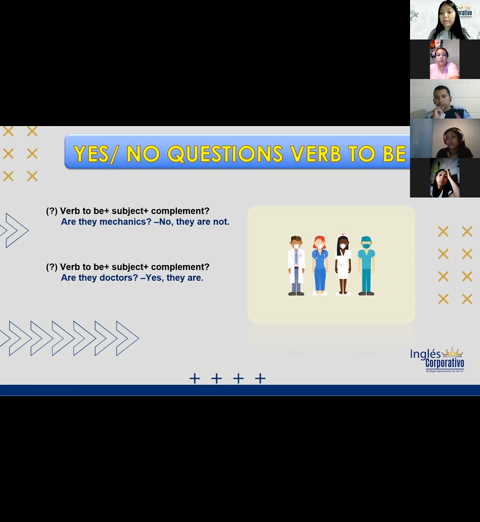 YES/ NO QUESTIONS VERB TO BE
(?) Verb to be+ subject+ complement?
Are they mechanics? –No, they are not.
(?) Verb to be+ subject+ complement?
Are they doctors? –Yes, they are.
Inglés
Corporativo